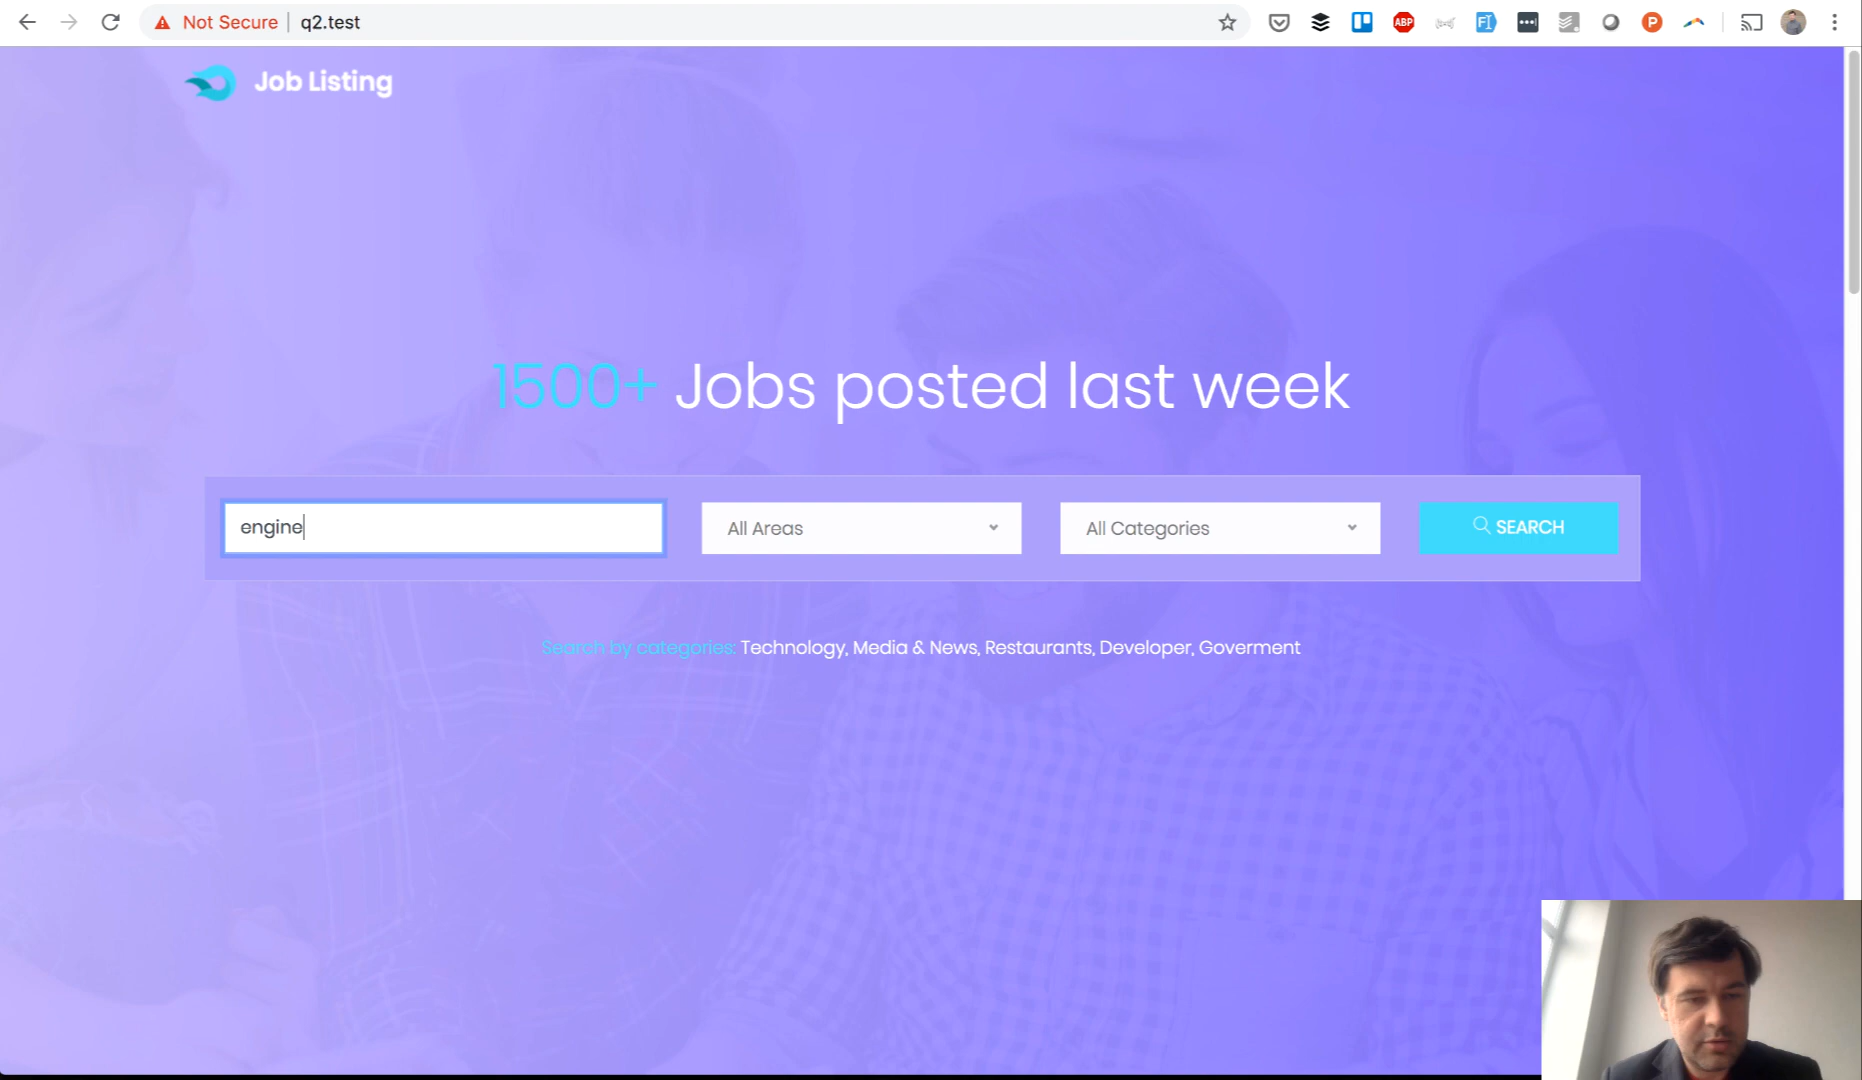 Not Secure | q2.test
ABP
F
P
Job Listing
1500+ Jobs posted last week
engine
All Areas
All Categories
SEARCH
Search by categories: Technology, Media & News, Restaurants, Developer, Goverment